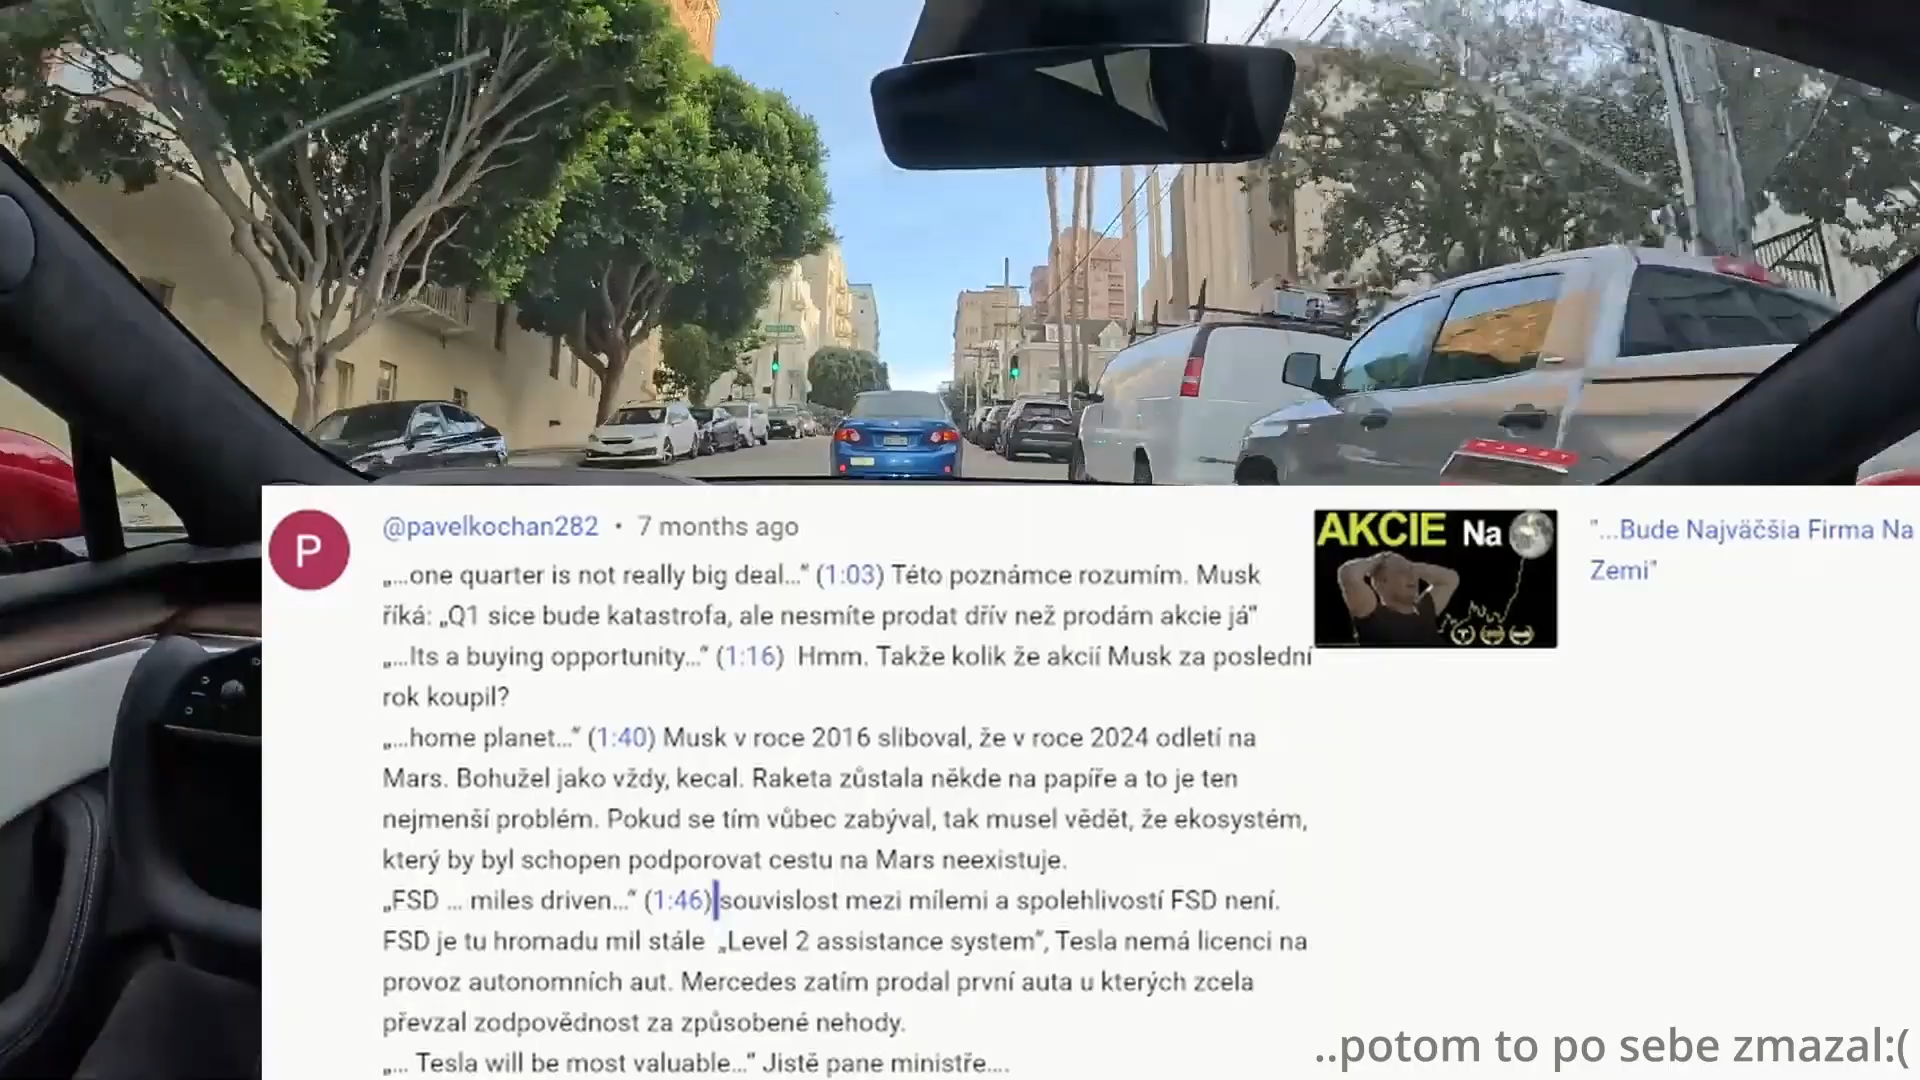 @pavelkochan282 • 7 months ago
„...one quarter is not really big deal...“ (1:03) Této poznámce rozumím. Musk
říká: „Q1 sice bude katastrofa, ale nesmíte prodat dřív než prodám akcie já"
„...Its a buying opportunity...“ (1:16) Hmm. Takže kolik že akcií Musk za poslední
rok koupil?
„...home planet...“ (1:40) Musk v roce 2016 sliboval, že v roce 2024 odletí na
Mars. Bohužel jako vždy, kecal. Raketa zůstala někde na papíře a to je ten
nejmenší problém. Pokud se tím vůbec zabýval, tak musel vědět, že ekosystém,
který by byl schopen podporovat cestu na Mars neexistuje.
„FSD ... miles driven...“ (1:46) souvislost mezi mílemi a spolehlivostí FSD není.
FSD je tu hromadu mil stále „Level 2 assistance system“, Tesla nemá licenci na
provoz autonomních aut. Mercedes zatím prodal první auta u kterých zcela
převzal zodpovědnost za způsobené nehody.
„... Tesla will be most valuable...“ Jistě pane ministře....
P
AKCIE Na
"...Bude Najväčšia Firma Na
Zemi"
..potom to po sebe zmazal:(